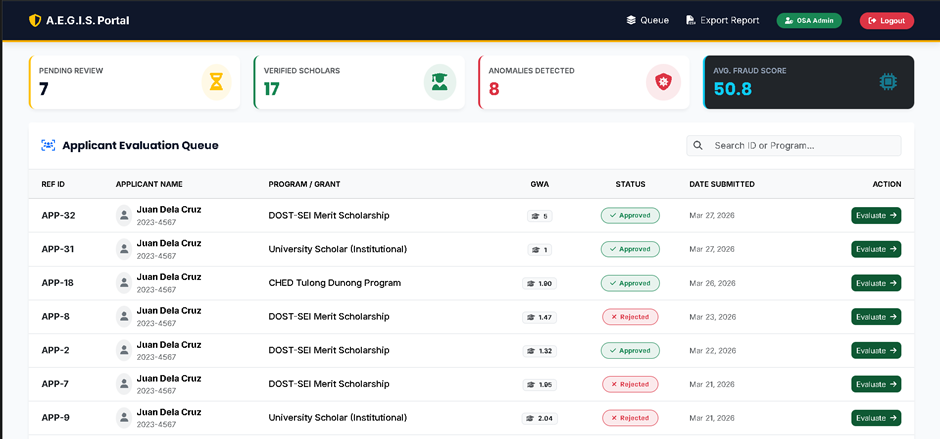 A.E.G.I.S. Portal Queue Export Report OSA Admin Logout
PENDING REVIEW
7
VERIFIED SCHOLARS
17
ANOMALIES DETECTED
8
AVG. FRAUD SCORE
50.8
Applicant Evaluation Queue
Search ID or Program...
REF ID APPLICANT NAME PROGRAM / GRANT GWA STATUS DATE SUBMITTED ACTION
APP-32 Juan Dela Cruz DOST-SEI Merit Scholarship 5 Approved Mar 27, 2026 Evaluate
2023-4567
APP-31 Juan Dela Cruz University Scholar (Institutional) 1 Approved Mar 27, 2026 Evaluate
2023-4567
APP-18 Juan Dela Cruz CHED Tulong Dunong Program 1.90 Approved Mar 26, 2026 Evaluate
2023-4567
APP-8 Juan Dela Cruz DOST-SEI Merit Scholarship 1.47 Rejected Mar 23, 2026 Evaluate
2023-4567
APP-2 Juan Dela Cruz DOST-SEI Merit Scholarship 1.32 Approved Mar 22, 2026 Evaluate
2023-4567
APP-7 Juan Dela Cruz DOST-SEI Merit Scholarship 1.95 Rejected Mar 21, 2026 Evaluate
2023-4567
APP-9 Juan Dela Cruz University Scholar (Institutional) 2.04 Rejected Mar 21, 2026 Evaluate
2023-4567